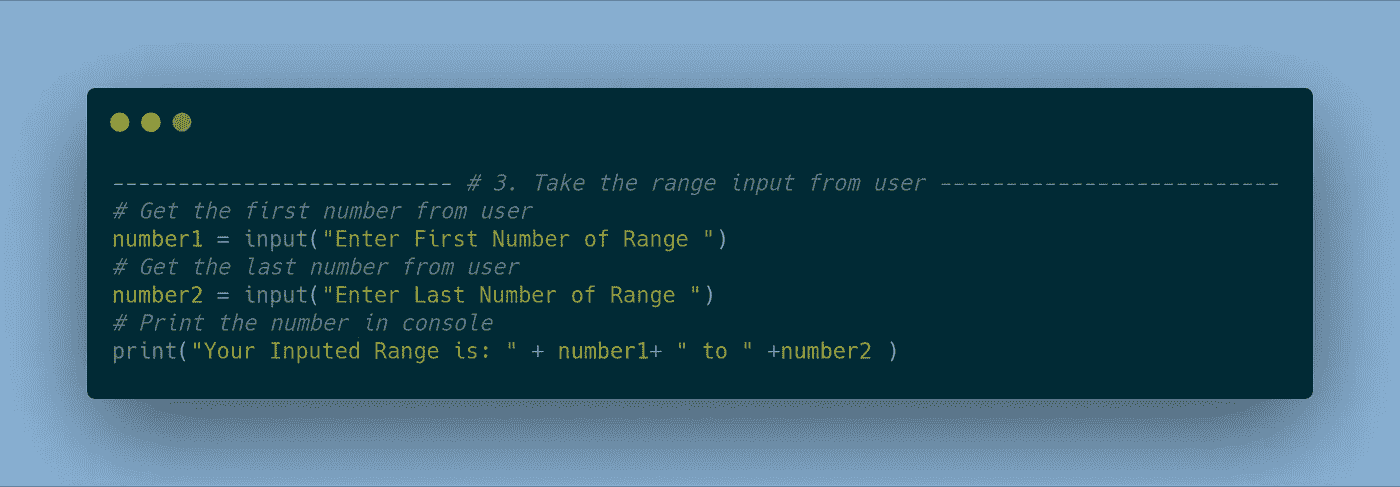 -------------------------- # 3. Take the range input from user --------------------------
# Get the first number from user
number1 = input("Enter First Number of Range ")
# Get the last number from user
number2 = input("Enter Last Number of Range ")
# Print the number in console
print("Your Inputed Range is: " + number1+ " to " +number2 )